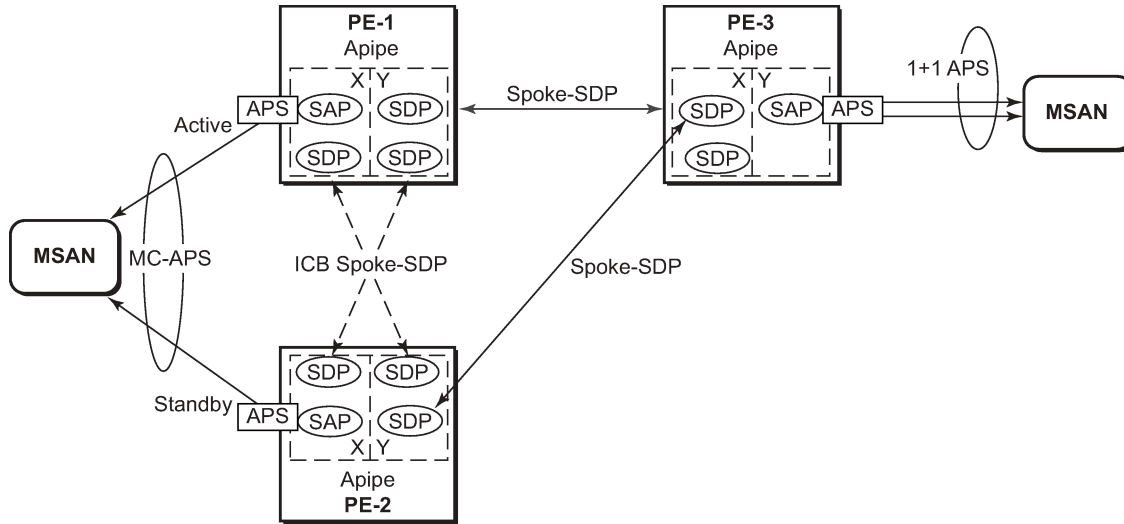 PE-1
Apipe
X Y
APS SAP SDP
SDP SDP
Active
MSAN
MC-APS
Standby
ICB Spoke-SDP
SDP SDP
APS SAP SDP
X Y
Apipe
PE-2
Spoke-SDP
Spoke-SDP
PE-3
Apipe
X Y
SDP SAP APS
SDP
1+1 APS
MSAN